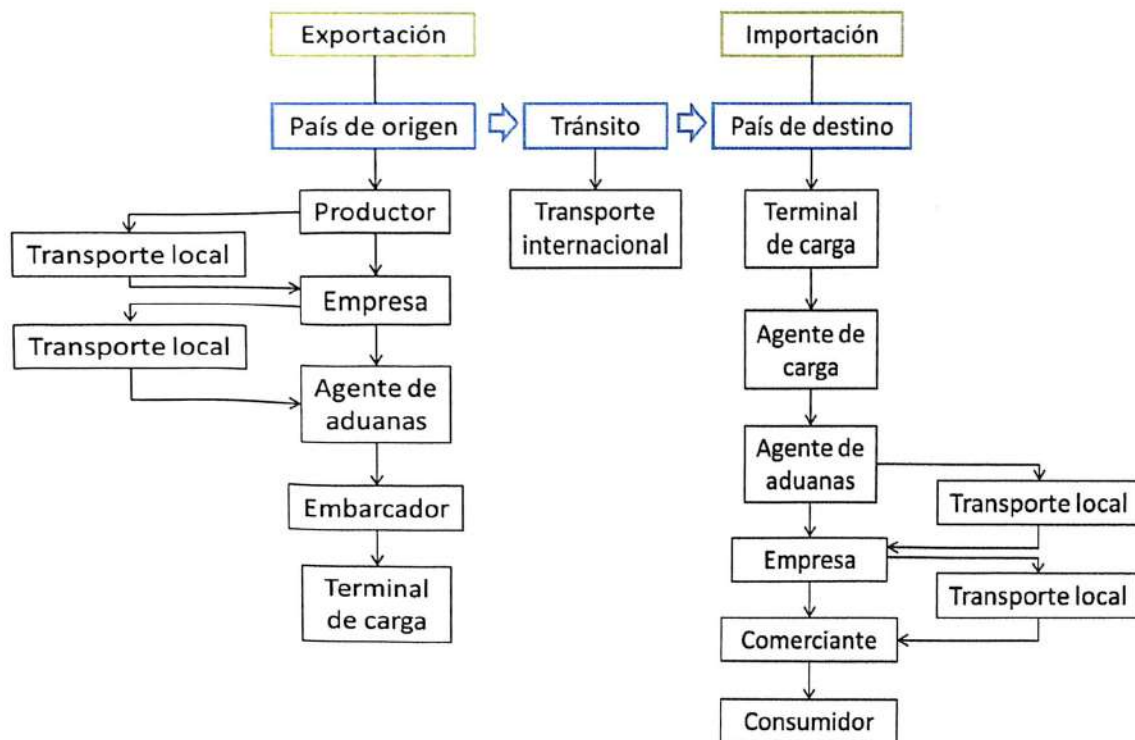 Exportación
Importación
País de origen
Tránsito
País de destino
Productor
Transporte
internacional
Terminal
de carga
Transporte local
Empresa
Transporte local
Agente de
carga
Agente de
aduanas
Agente de
aduanas
Transporte local
Embarcador
Empresa
Transporte local
Terminal
de carga
Comerciante
Consumidor